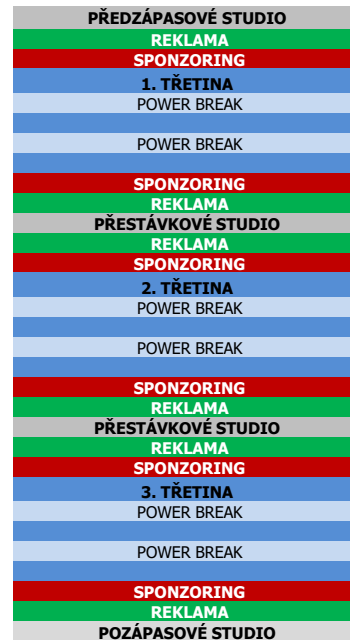 PŘEDZÁPASOVÉ STUDIO
REKLAMA
SPONZORING
1. TŘETINA
POWER BREAK
POWER BREAK
SPONZORING
REKLAMA
PŘESTÁVKOVÉ STUDIO
REKLAMA
SPONZORING
2. TŘETINA
POWER BREAK
POWER BREAK
SPONZORING
REKLAMA
PŘESTÁVKOVÉ STUDIO
REKLAMA
SPONZORING
3. TŘETINA
POWER BREAK
POWER BREAK
SPONZORING
REKLAMA
POZÁPASOVÉ STUDIO